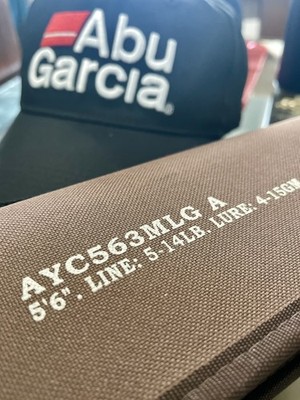 Abu
Garcia®
AYC563MLG A
5'6". LINE: 5-14LB. LURE: 4-15GM